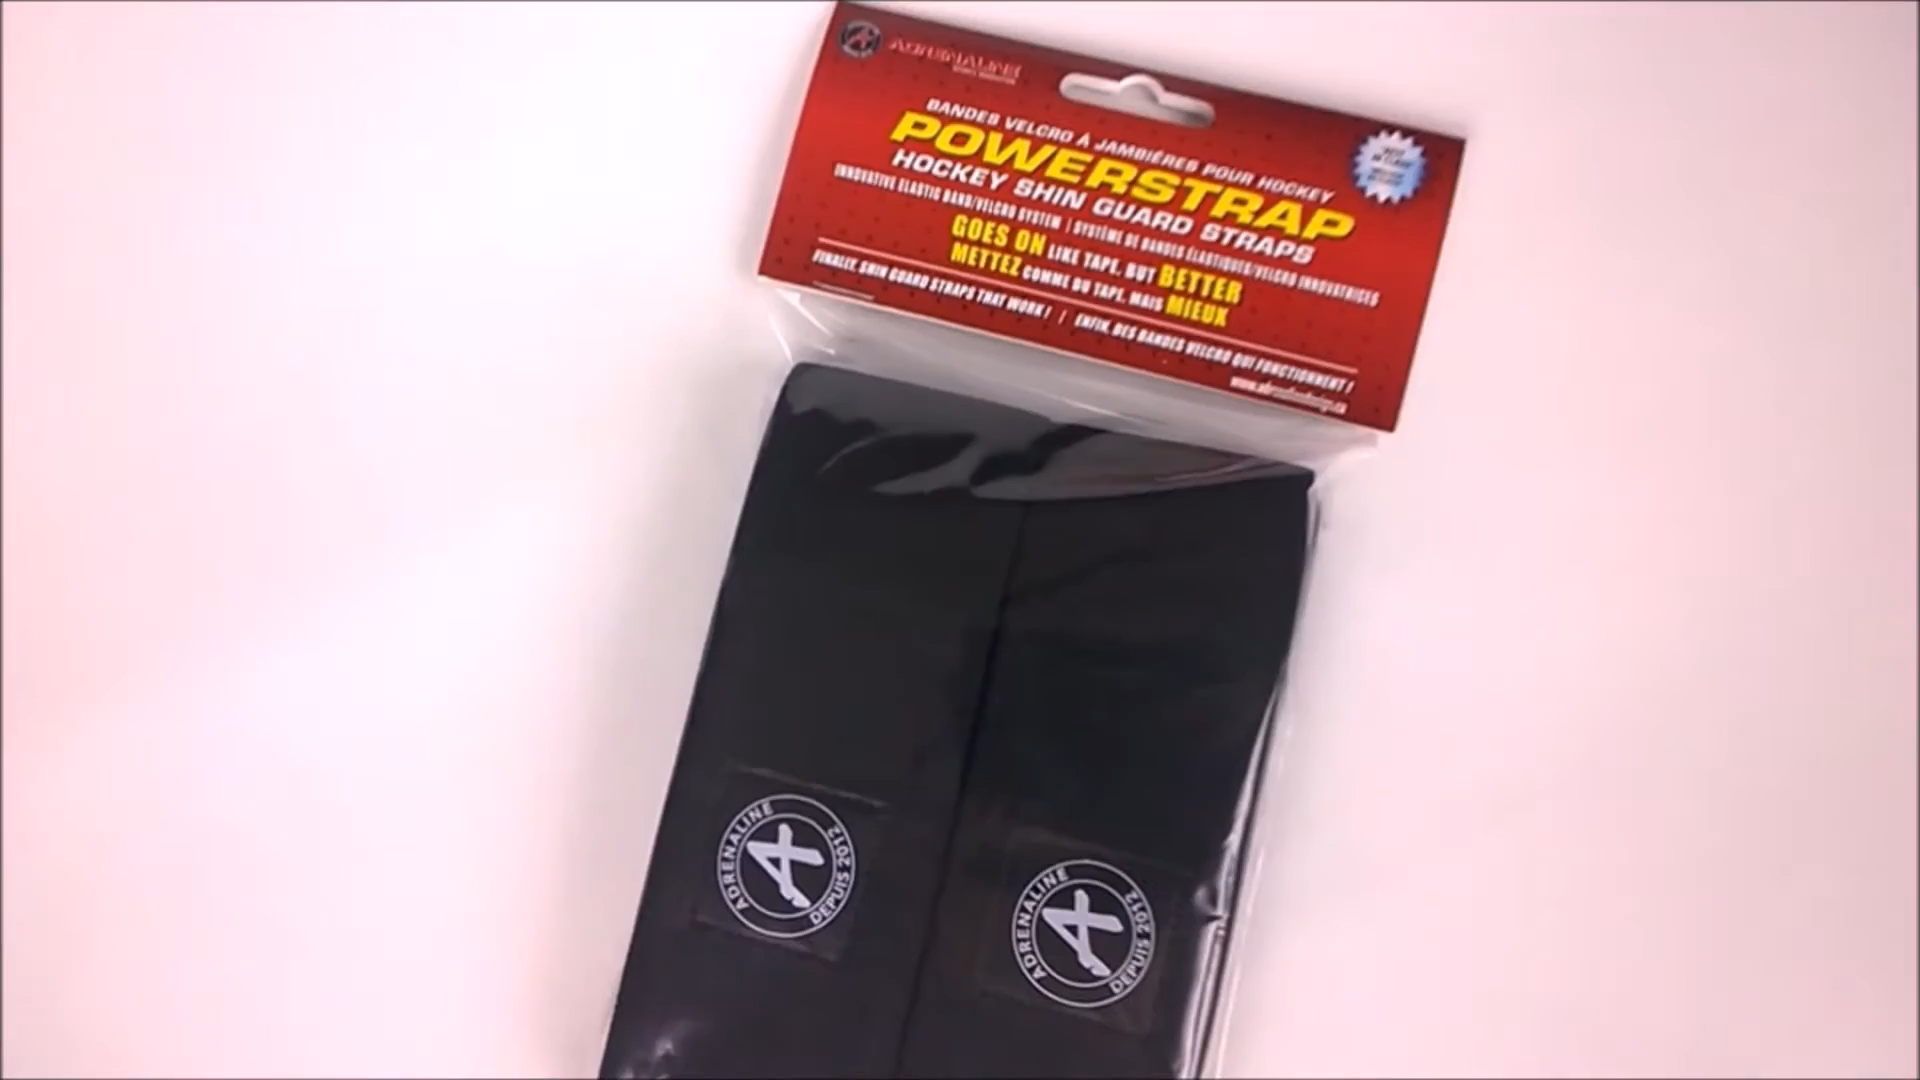 ADRENALINE
BANDES VELCRO À JAMBIÈRES POUR HOCKEY
POWERSTRAP
HOCKEY SHIN GUARD STRAPS
INNOVATIVE ELASTIC BAND/VELCRO SYSTEM | SYSTÈME DE BANDES ÉLASTIQUES/VELCRO INNOVATRICES
GOES ON LIKE TAPE, BUT BETTER
METTEZ COMME DU TAPE, MAIS MIEUX
FINALLY, SHIN GUARD STRAPS THAT WORK! / ENFIN, DES BANDES VELCRO QUI FONCTIONNENT!
ADRENALINE
DEPUIS 2012
ADRENALINE
DEPUIS 2012